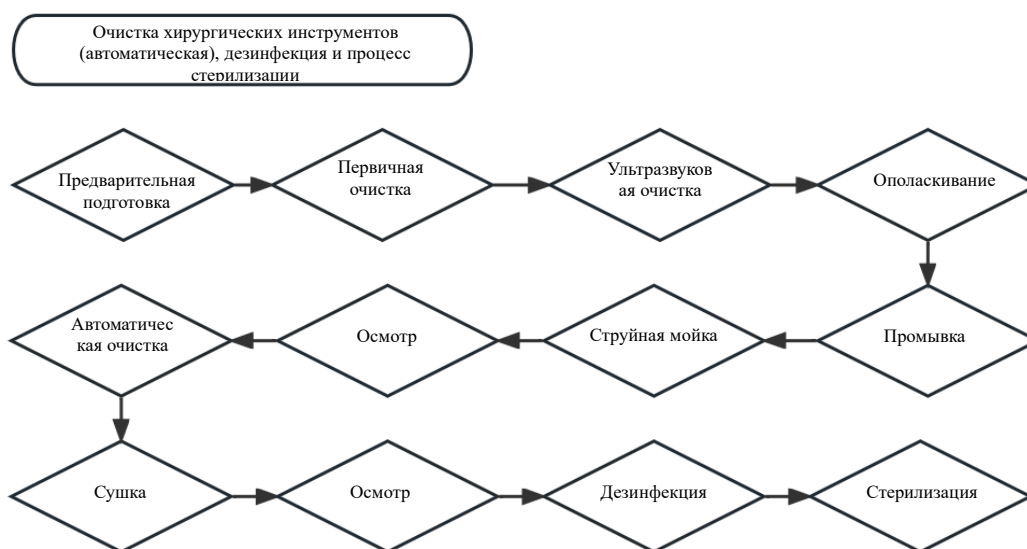 Очистка хирургических инструментов
(автоматическая), дезинфекция и процесс
стерилизации
Предварительная
подготовка
Первичная
очистка
Ультразвуков
ая очистка
Ополаскивание
Автоматичес
кая очистка
Осмотр
Струйная мойка
Промывка
Сушка
Осмотр
Дезинфекция
Стерилизация